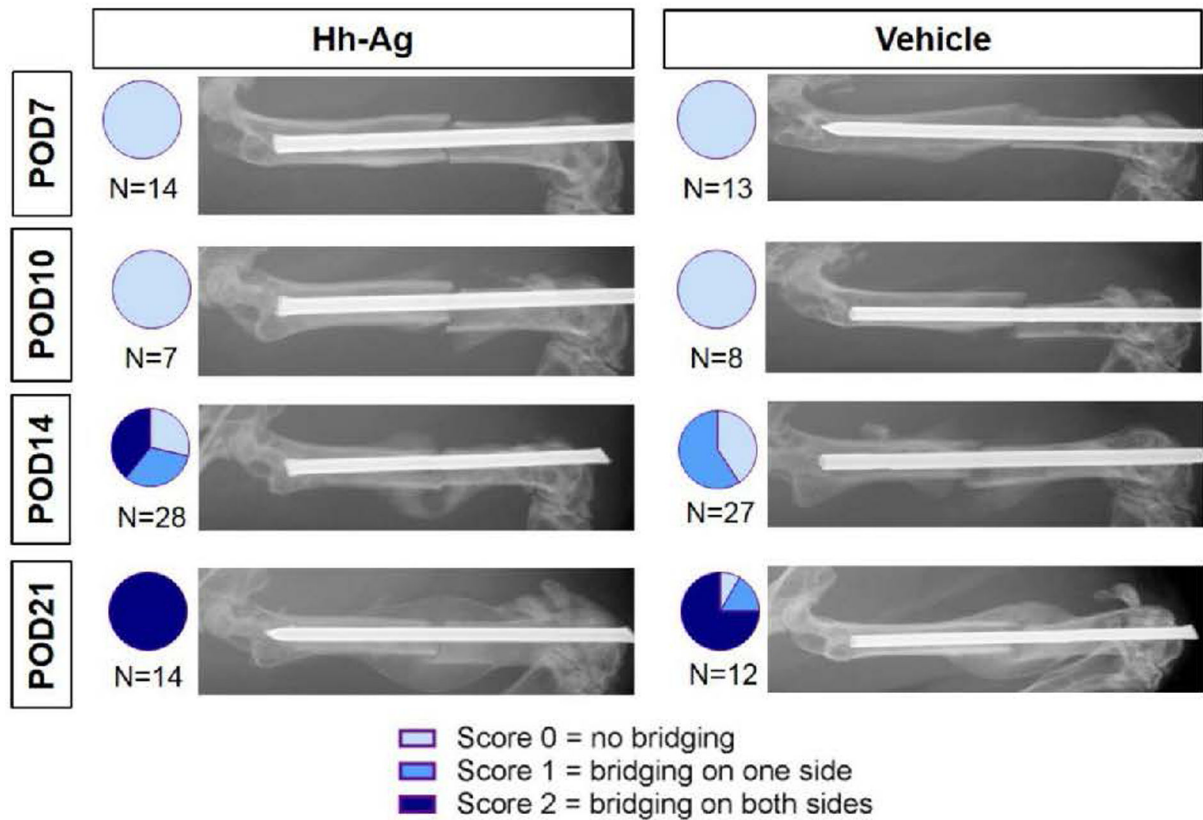 Hh-Ag
Vehicle
POD7
N=14
N=13
POD10
N=7
N=8
POD14
N=28
N=27
POD21
N=14
N=12
Score 0 = no bridging
Score 1 = bridging on one side
Score 2 = bridging on both sides